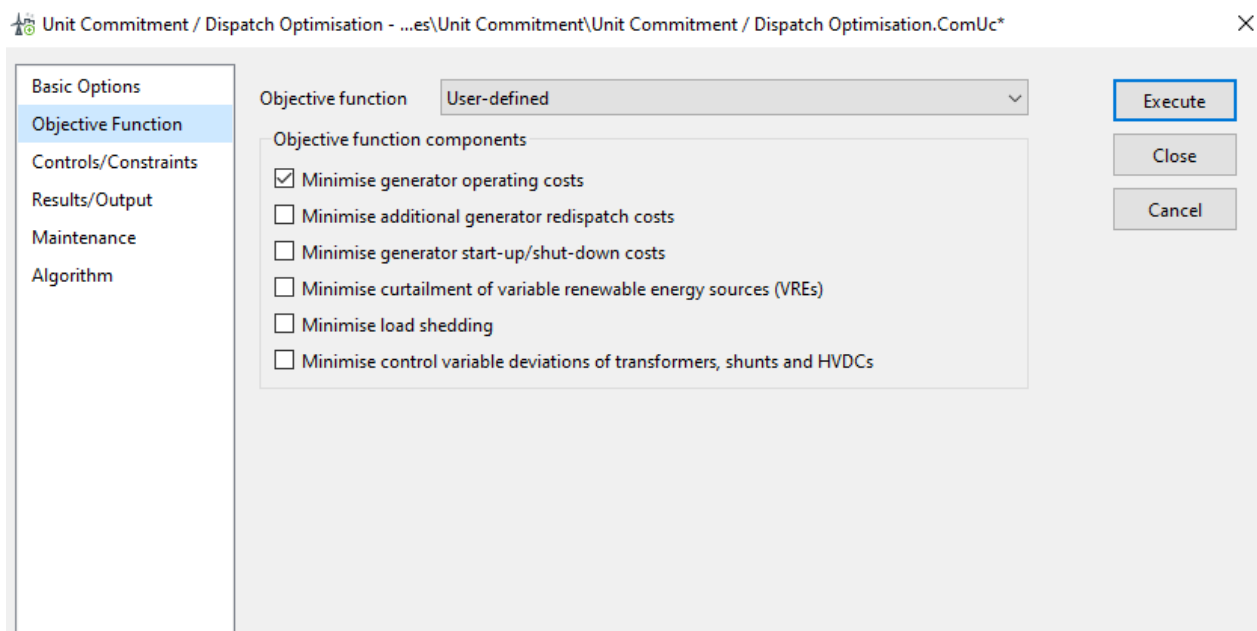 Unit Commitment / Dispatch Optimisation - ...es\Unit Commitment\Unit Commitment / Dispatch Optimisation.ComUc*
Basic Options
Objective Function
Controls/Constraints
Results/Output
Maintenance
Algorithm
Objective function User-defined
Objective function components
Minimise generator operating costs
Minimise additional generator redispatch costs
Minimise generator start-up/shut-down costs
Minimise curtailment of variable renewable energy sources (VREs)
Minimise load shedding
Minimise control variable deviations of transformers, shunts and HVDCs
Execute
Close
Cancel